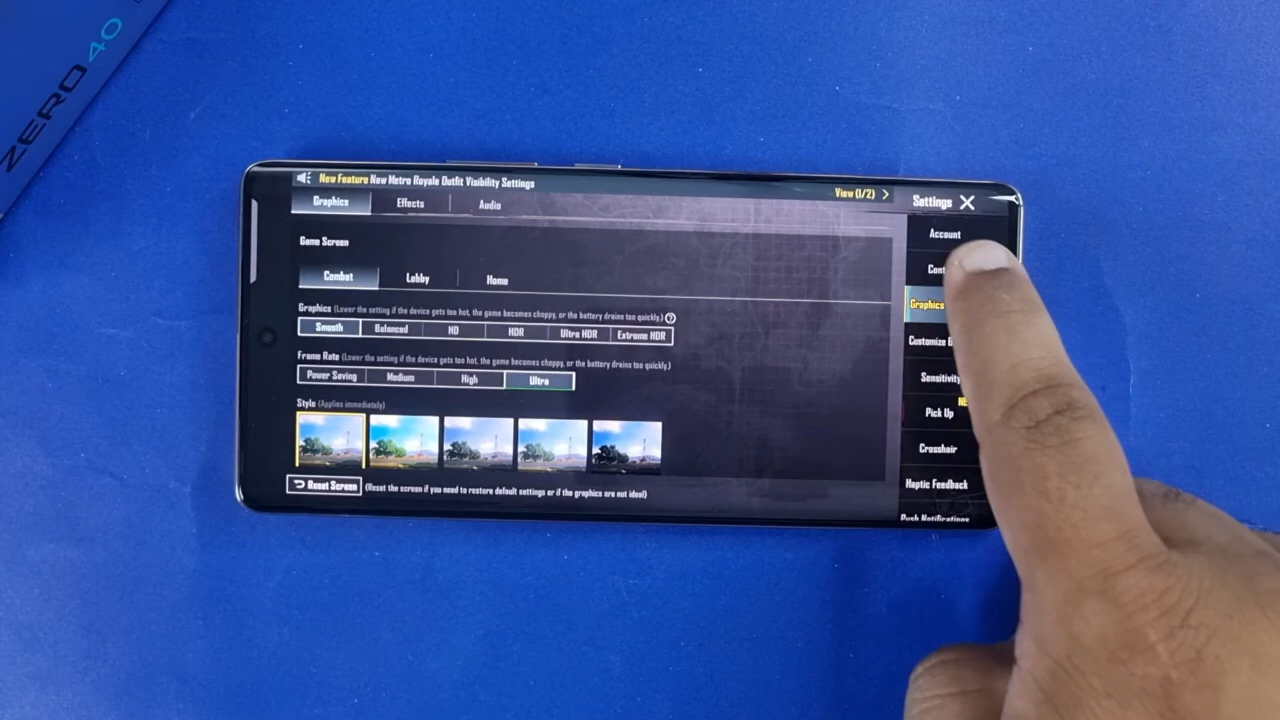 ZERO 40
New Feature New Metro Royale Outfit Visibility Settings
View (1/2) >
Settings X
Graphics
Effects
Audio
Game Screen
Combat
Lobby
Home
Graphics (Lower the setting if the device gets too hot, the game becomes choppy, or the battery drains too quickly.) ?
Smooth
Balanced
HD
HDR
Ultra HDR
Extreme HDR
Frame Rate (Lower the setting if the device gets too hot, the game becomes choppy, or the battery drains too quickly.)
Power Saving
Medium
High
Ultra
Style (Applies immediately)
Reset Screen
(Reset the screen if you need to restore default settings or if the graphics are not ideal)
Account
Graphics
Customize
Sensitivity
Pick Up
Crosshair
Haptic Feedback
Push Notifications